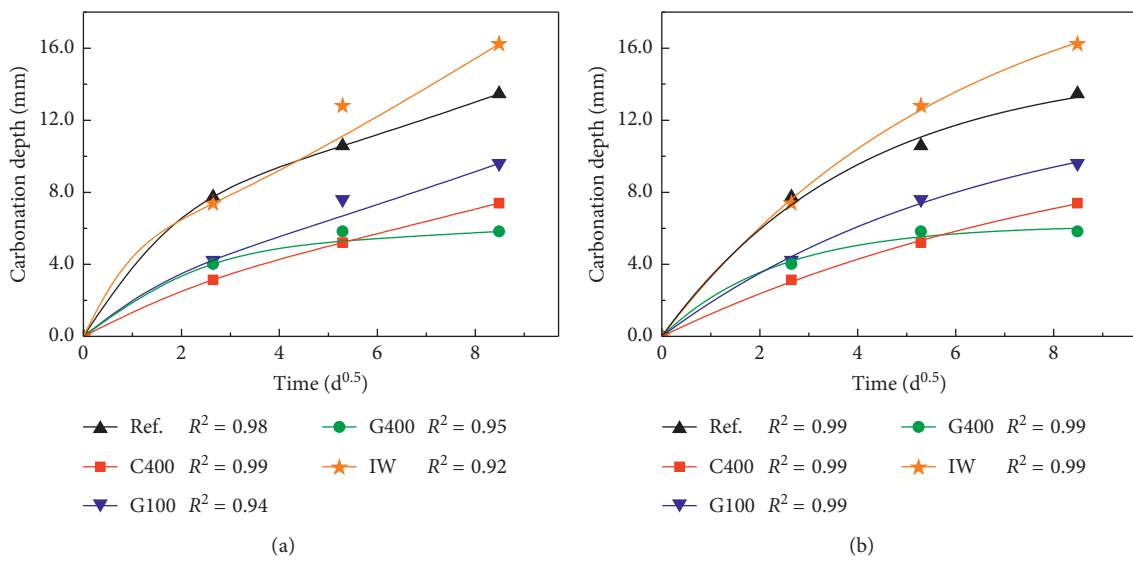 16.0
12.0
8.0
4.0
0.0
Carbonation depth (mm)
0 2 4 6 8
Time (d^0.5)
Ref. R² = 0.98
G400 R² = 0.95
C400 R² = 0.99
IW R² = 0.92
G100 R² = 0.94
(a)
16.0
12.0
8.0
4.0
0.0
Carbonation depth (mm)
0 2 4 6 8
Time (d^0.5)
Ref. R² = 0.99
G400 R² = 0.99
C400 R² = 0.99
IW R² = 0.99
G100 R² = 0.99
(b)